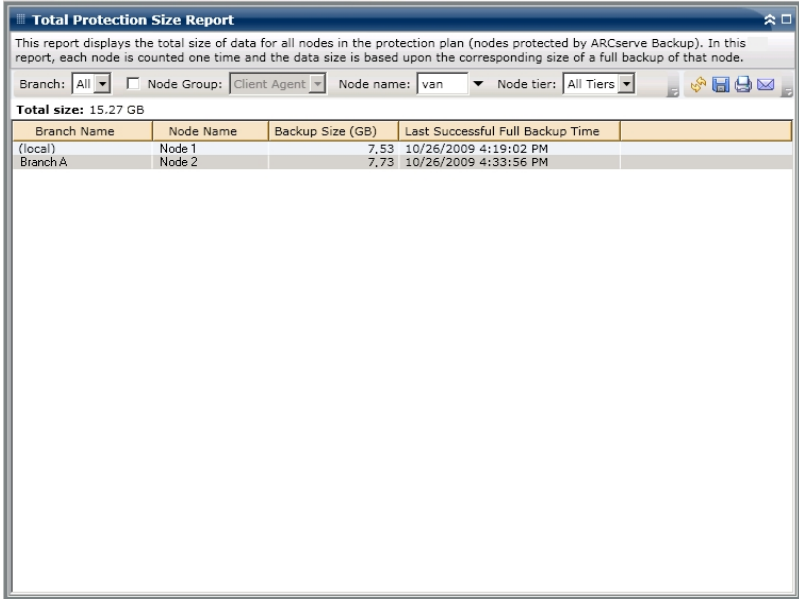 Total Protection Size Report
This report displays the total size of data for all nodes in the protection plan (nodes protected by ARCserve Backup). In this
report, each node is counted one time and the data size is based upon the corresponding size of a full backup of that node.
Branch: All Node Group: Client Agent Node name: van Node tier: All Tiers
Total size: 15.27 GB
Branch Name Node Name Backup Size (GB) Last Successful Full Backup Time
(local) Node 1 7.53 10/26/2009 4:19:02 PM
Branch A Node 2 7.73 10/26/2009 4:33:56 PM